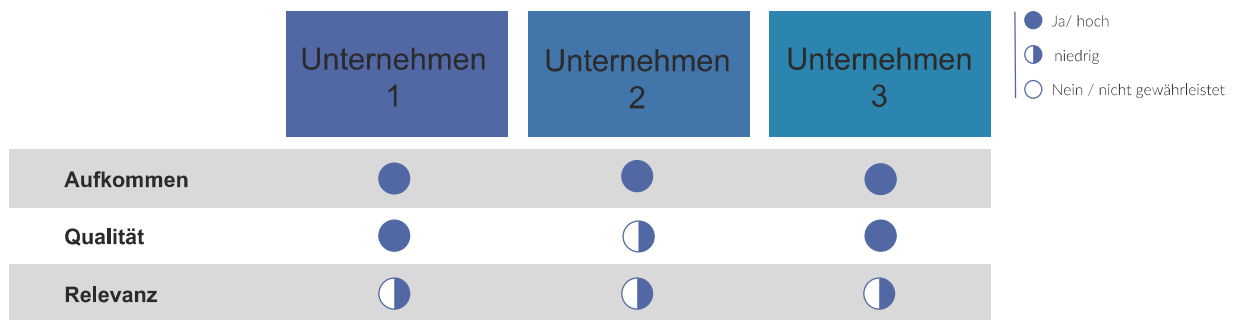 Unternehmen
1
Unternehmen
2
Unternehmen
3
Ja/ hoch
niedrig
Nein / nicht gewährleistet
Aufkommen
Qualität
Relevanz